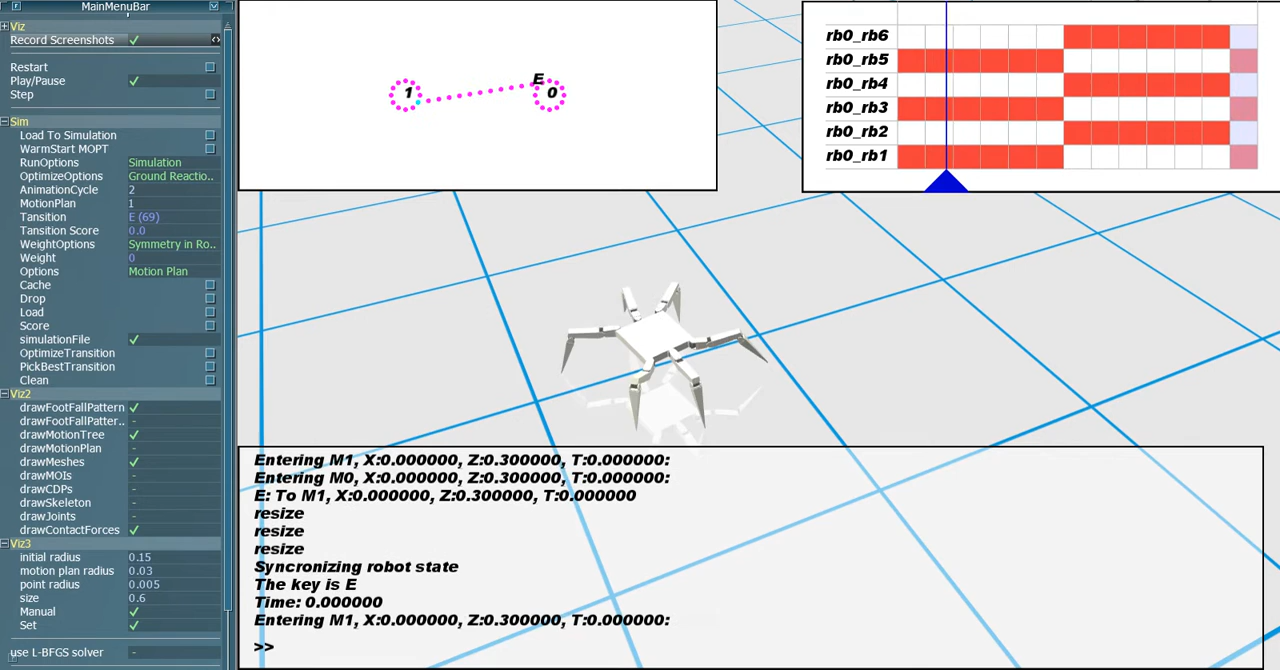 MainMenuBar
Viz
Record Screenshots
Restart
Play/Pause
Step
Sim
Load To Simulation
WarmStart MOPT
RunOptions Simulation
OptimizeOptions Ground Reactio..
AnimationCycle 2
MotionPlan 1
Transition E (69)
Transition Score 0.0
WeightOptions Symmetry in Ro..
Weight 0
Options Motion Plan
Cache
Drop
Load
Score
simulationFile
OptimizeTransition
PickBestTransition
Clean
Viz2
drawFootFallPattern
drawFootFallPatter..
drawMotionTree
drawMotionPlan
drawMeshes
drawMOIs
drawCDPs
drawSkeleton
drawJoints
drawContactForces
Viz3
initial radius 0.15
motion plan radius 0.03
point radius 0.005
size 0.6
Manual
Set
use L-BFGS solver
1 E 0
rb0_rb6
rb0_rb5
rb0_rb4
rb0_rb3
rb0_rb2
rb0_rb1
Entering M1, X:0.000000, Z:0.300000, T:0.000000:
Entering M0, X:0.000000, Z:0.300000, T:0.000000:
E: To M1, X:0.000000, Z:0.300000, T:0.000000
resize
resize
resize
Syncronizing robot state
The key is E
Time: 0.000000
Entering M1, X:0.000000, Z:0.300000, T:0.000000:
>>